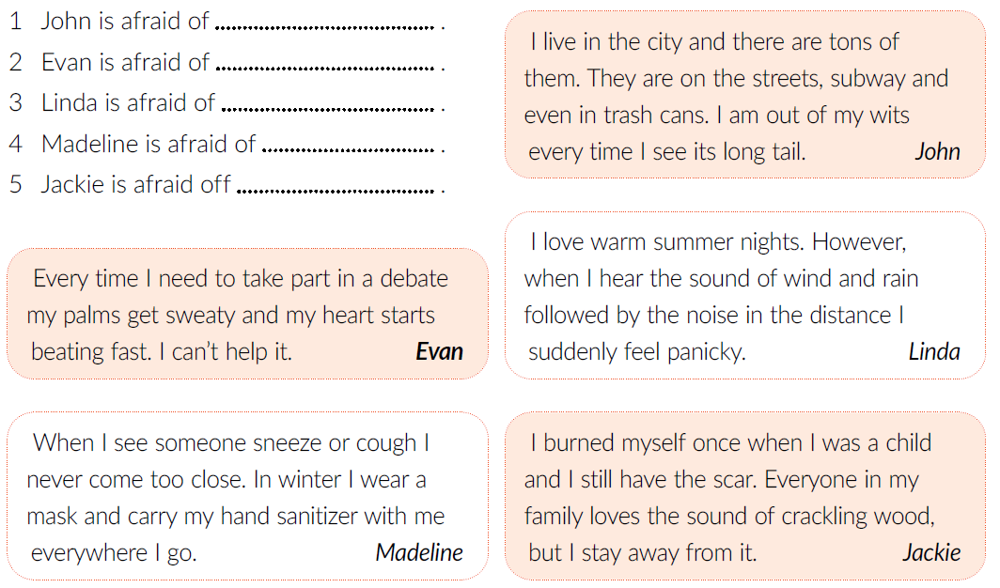 1 John is afraid of ........................................ .
2 Evan is afraid of ........................................ .
3 Linda is afraid of ........................................ .
4 Madeline is afraid of ........................................ .
5 Jackie is afraid off ........................................ .
I live in the city and there are tons of
them. They are on the streets, subway and
even in trash cans. I am out of my wits
every time I see its long tail. John
I love warm summer nights. However,
when I hear the sound of wind and rain
followed by the noise in the distance I
suddenly feel panicky. Linda
Every time I need to take part in a debate
my palms get sweaty and my heart starts
beating fast. I can’t help it. Evan
When I see someone sneeze or cough I
never come too close. In winter I wear a
mask and carry my hand sanitizer with me
everywhere I go. Madeline
I burned myself once when I was a child
and I still have the scar. Everyone in my
family loves the sound of crackling wood,
but I stay away from it. Jackie